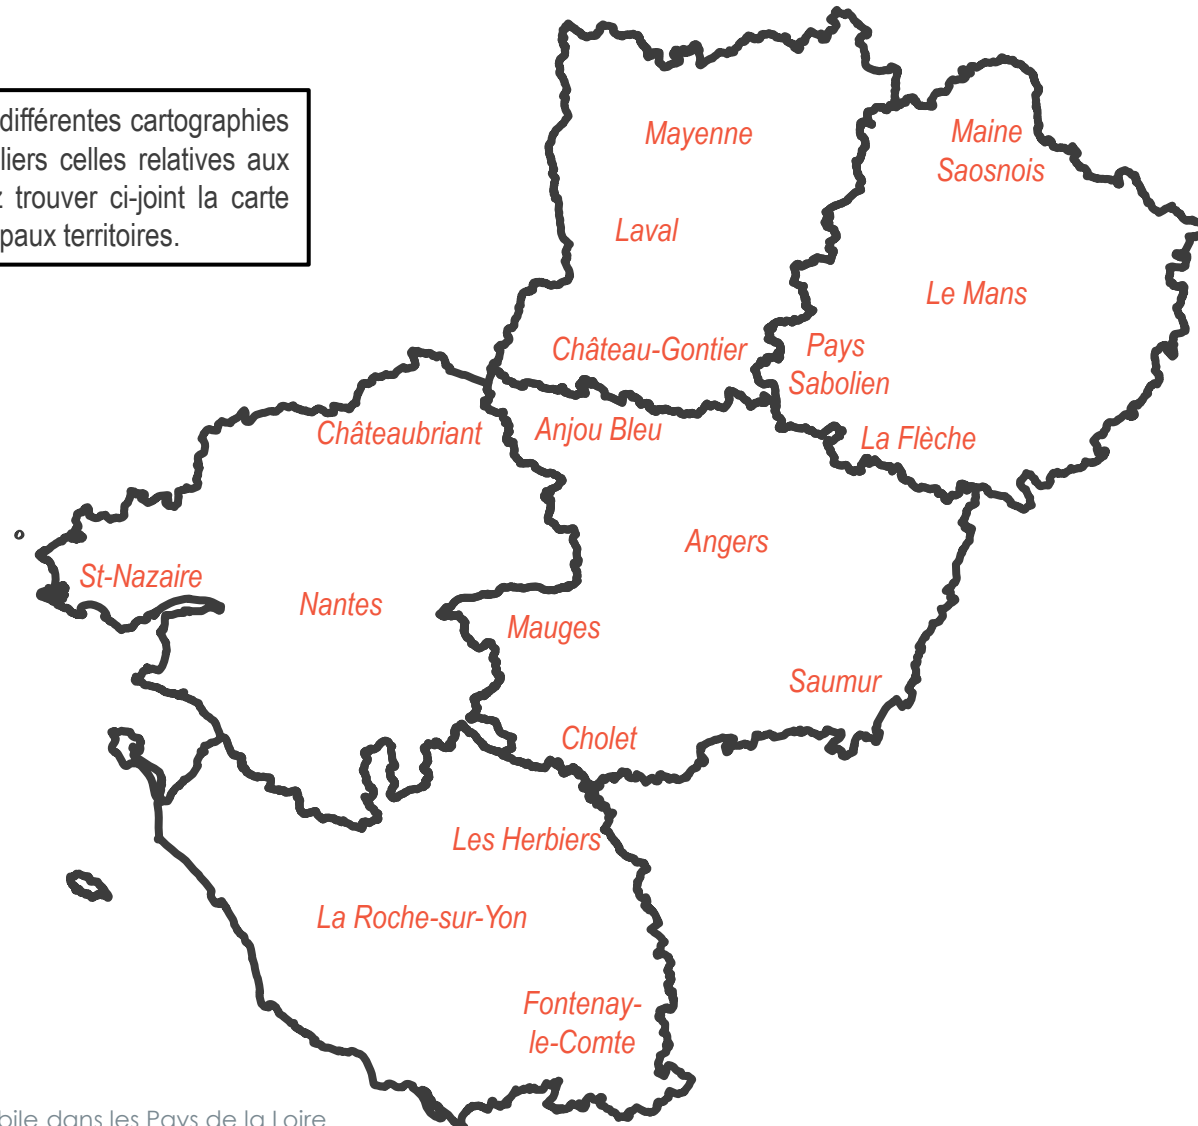 différentes cartographies
liers celles relatives aux
trouver ci-joint la carte
paux territoires.
Mayenne
Maine
Saosnois
Laval
Le Mans
Château-Gontier
Pays
Sabolien
Châteaubriant
Anjou Bleu
La Flèche
Angers
St-Nazaire
Nantes
Mauges
Saumur
Cholet
Les Herbiers
La Roche-sur-Yon
Fontenay-
le-Comte
bile dans les Pays de la Loire